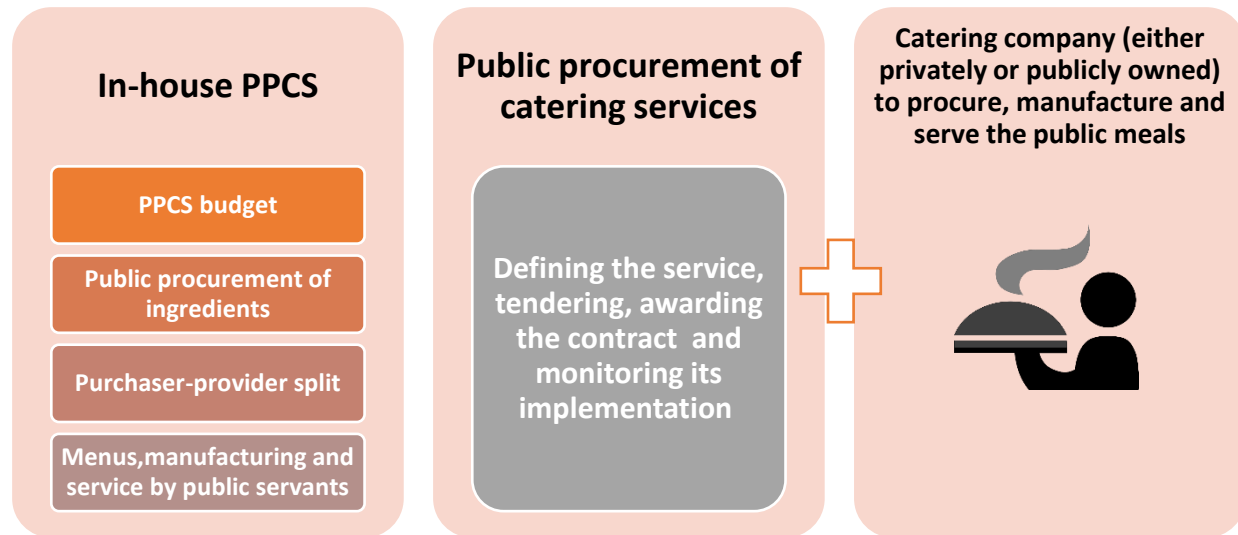 In-house PPCS
PPCS budget
Public procurement of
ingredients
Purchaser-provider split
Menus,manufacturing and
service by public servants
Public procurement of
catering services
Defining the service,
tendering, awarding
the contract and
monitoring its
implementation
Catering company (either
privately or publicly owned)
to procure, manufacture and
serve the public meals